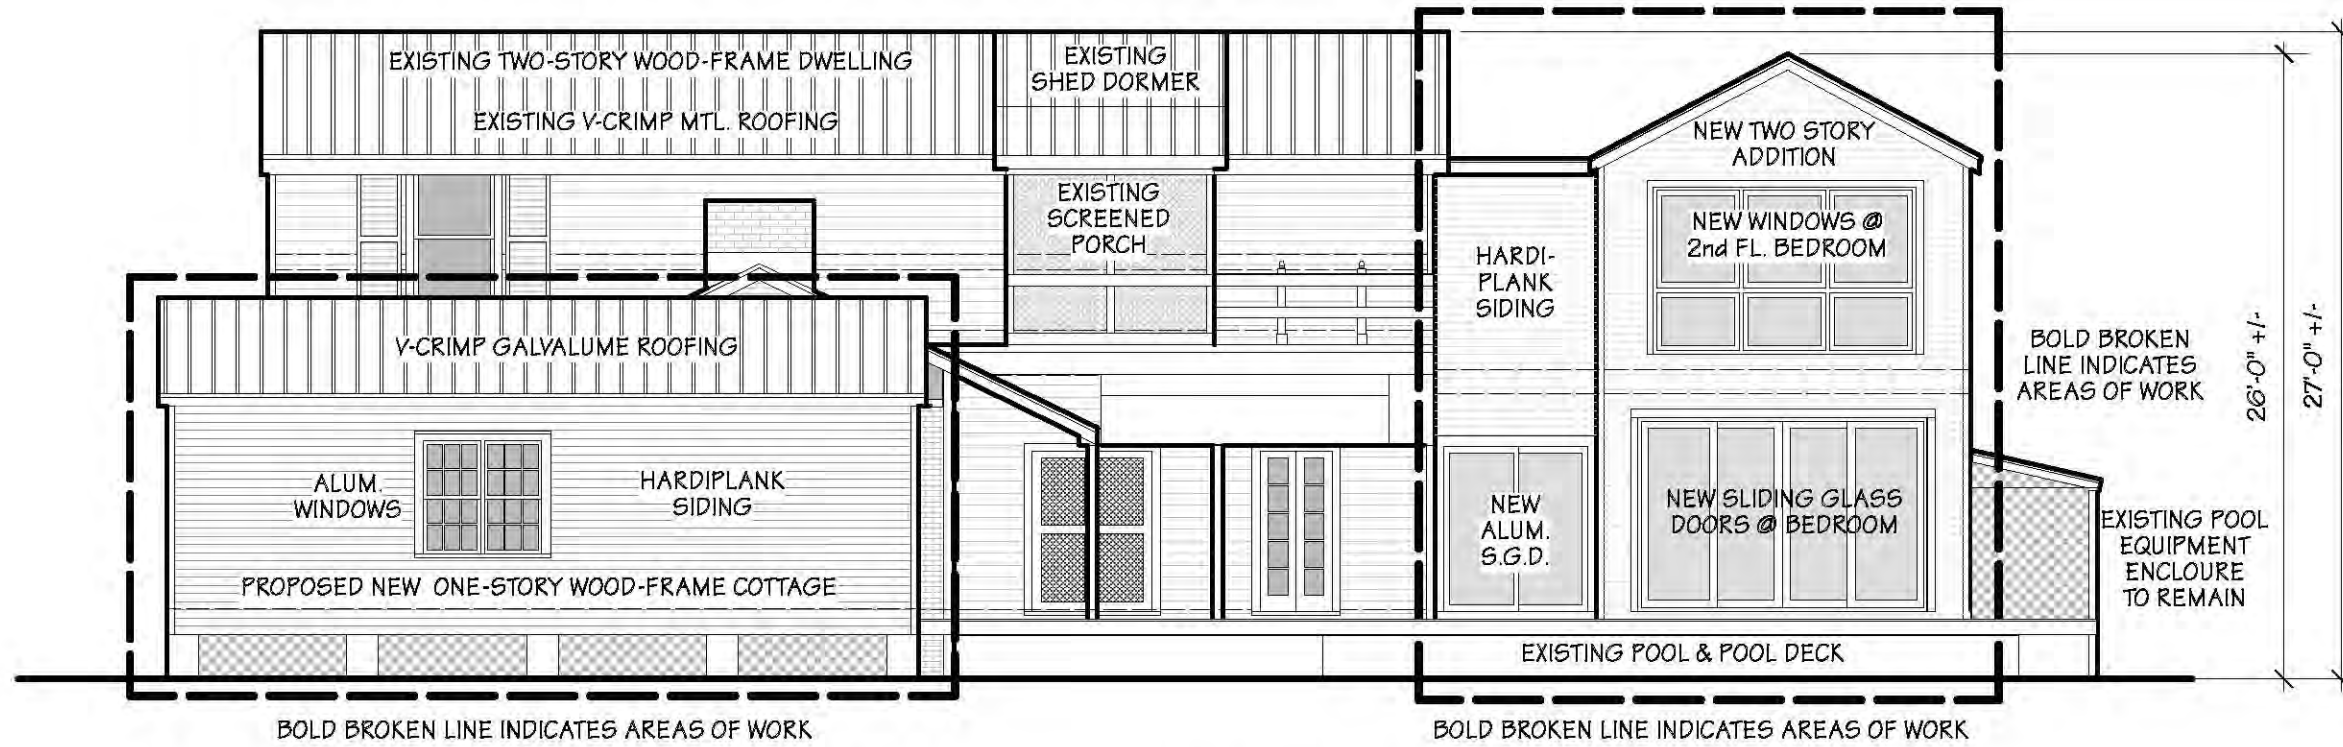 EXISTING TWO-STORY WOOD-FRAME DWELLING
EXISTING V-CRIMP MTL. ROOFING
EXISTING
SHED DORMER
EXISTING
SCREENED
PORCH
NEW TWO STORY
ADDITION
NEW WINDOWS @
2nd FL. BEDROOM
HARDI-
PLANK
SIDING
V-CRIMP GALVALUME ROOFING
ALUM.
WINDOWS
HARDIPLANK
SIDING
PROPOSED NEW ONE-STORY WOOD-FRAME COTTAGE
NEW
ALUM.
S.G.D.
NEW SLIDING GLASS
DOORS @ BEDROOM
BOLD BROKEN
LINE INDICATES
AREAS OF WORK
26'-0" +/-
27'-0" +/-
EXISTING POOL
EQUIPMENT
ENCLOURE
TO REMAIN
EXISTING POOL & POOL DECK
BOLD BROKEN LINE INDICATES AREAS OF WORK
BOLD BROKEN LINE INDICATES AREAS OF WORK